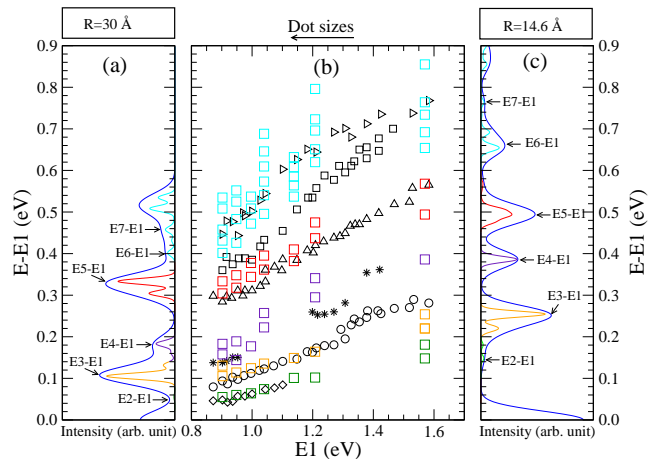 R=30 Å
Dot sizes
R=14.6 Å
(a)
(b)
(c)
0.9
0.8
0.7
0.6
0.5
0.4
0.3
0.2
0.1
0.0
E-E1 (eV)
E7-E1
E6-E1
E5-E1
E4-E1
E3-E1
E2-E1
Intensity (arb. unit)
0.8
1.0
1.2
1.4
1.6
E1 (eV)
E7-E1
E6-E1
E5-E1
E4-E1
E3-E1
E2-E1
Intensity (arb. unit)
0.9
0.8
0.7
0.6
0.5
0.4
0.3
0.2
0.1
0.0
E-E1 (eV)